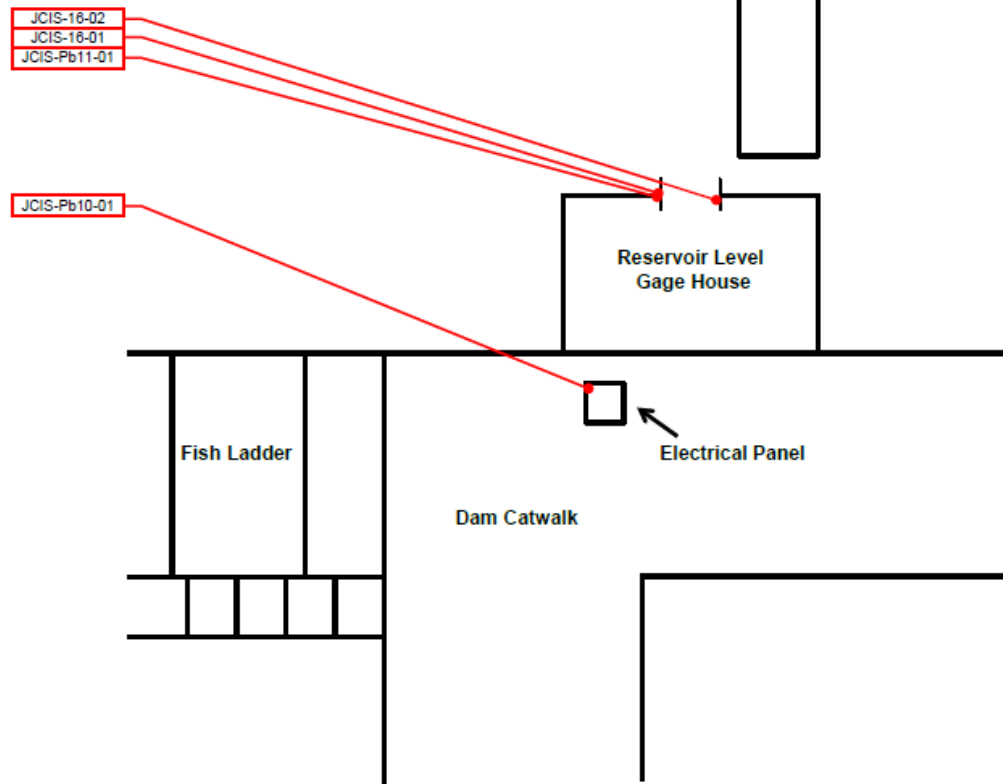 JCIS-16-02
JCIS-16-01
JCIS-Pb11-01
JCIS-Pb10-01
Reservoir Level
Gage House
Fish Ladder
Electrical Panel
Dam Catwalk